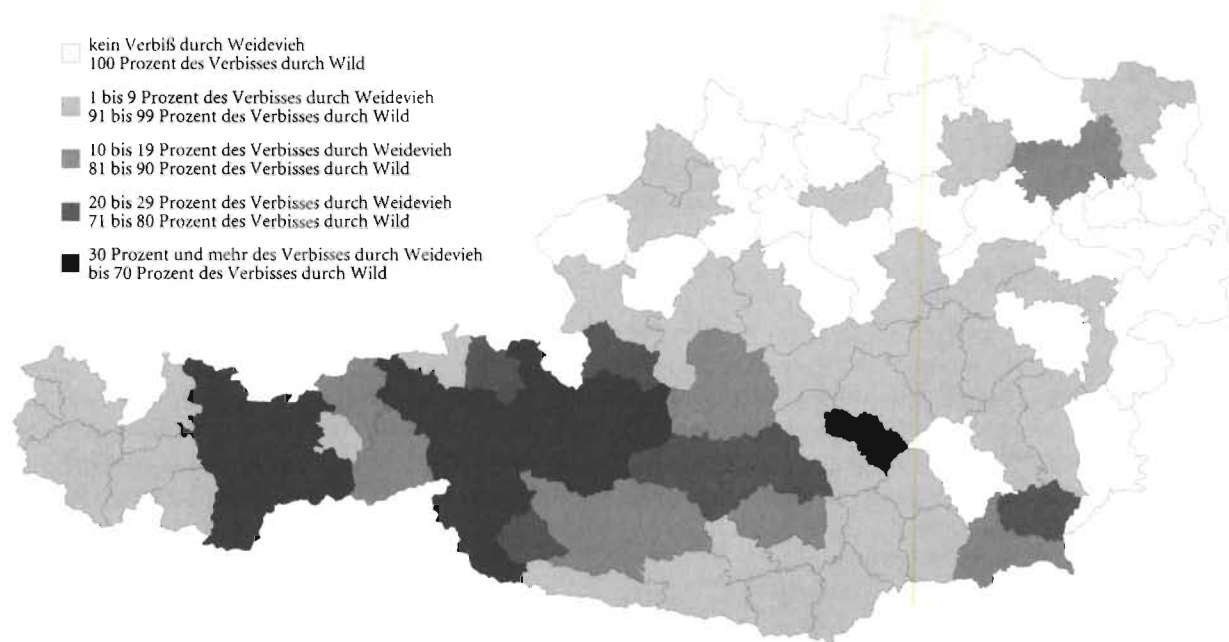 kein Verbiß durch Weidevieh
100 Prozent des Verbisses durch Wild
1 bis 9 Prozent des Verbisses durch Weidevieh
91 bis 99 Prozent des Verbisses durch Wild
10 bis 19 Prozent des Verbisses durch Weidevieh
81 bis 90 Prozent des Verbisses durch Wild
20 bis 29 Prozent des Verbisses durch Weidevieh
71 bis 80 Prozent des Verbisses durch Wild
30 Prozent und mehr des Verbisses durch Weidevieh
bis 70 Prozent des Verbisses durch Wild